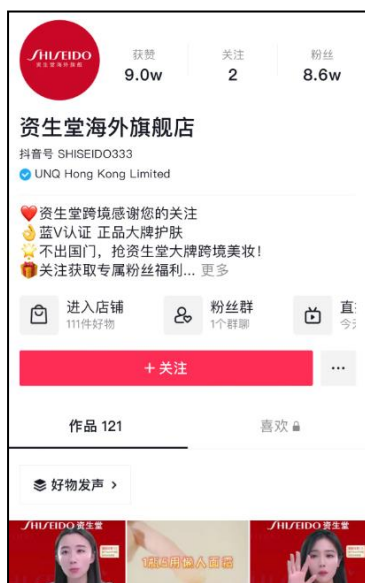 SHISEIDO
资生堂海外旗舰
获赞
关注
粉丝
9.0w
2
8.6w
资生堂海外旗舰店
抖音号 SHISEIDO333
UNQ Hong Kong Limited
❤️资生堂跨境感谢您的关注
👌蓝V认证 正品大牌护肤
🌟不出国门，抢资生堂大牌跨境美妆！
🎁关注获取专属粉丝福利... 更多
进入店铺
111件好物
粉丝群
1个群聊
直
今
+ 关注
...
作品 121
喜欢
好物发声 >
SHISEIDO 资生堂
SHISEIDO 资生堂